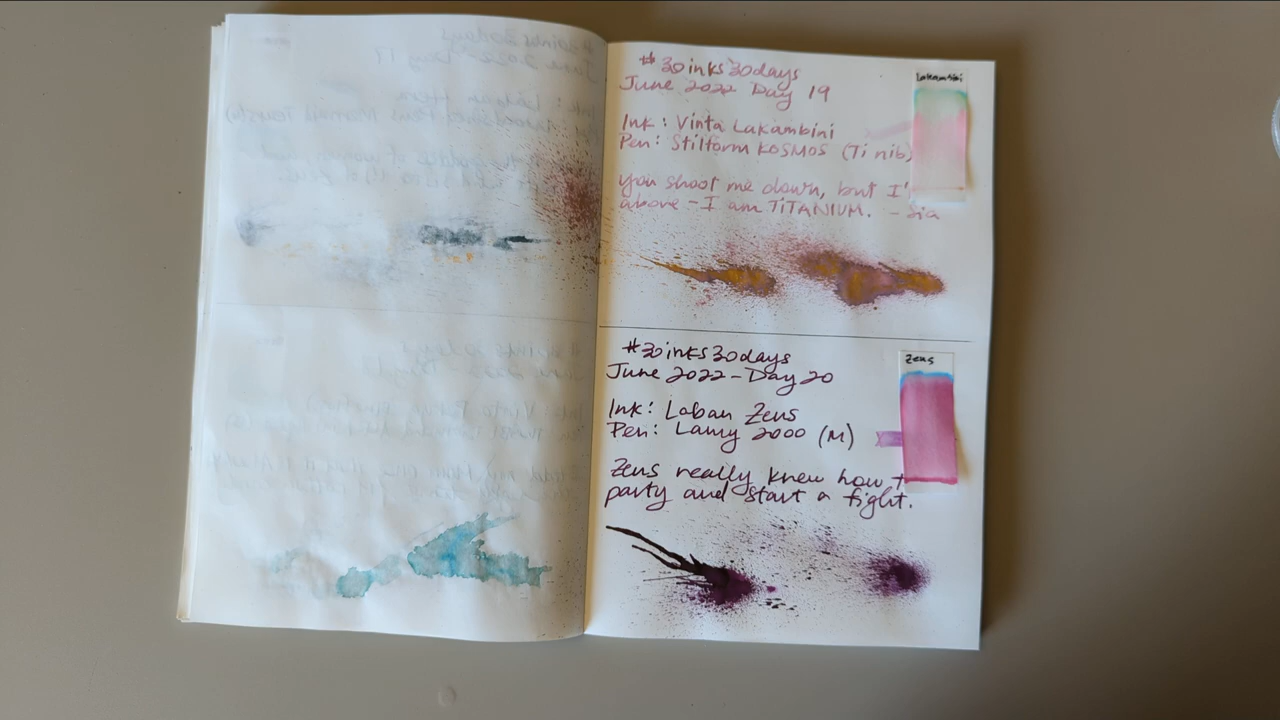 #30inks30days
June 2022 Day 19
Lakambini
Ink: Vinta Lakambini
Pen: Stilform KOSMOS (Ti nib)
You shoot me down, but I'
above - I am TITANIUM. - Sia
#30inks30days
June 2022 - Day 20
Zeus
Ink: Laban Zeus
Pen: Lamy 2000 (M)
Zeus really knew how t
party and start a fight.